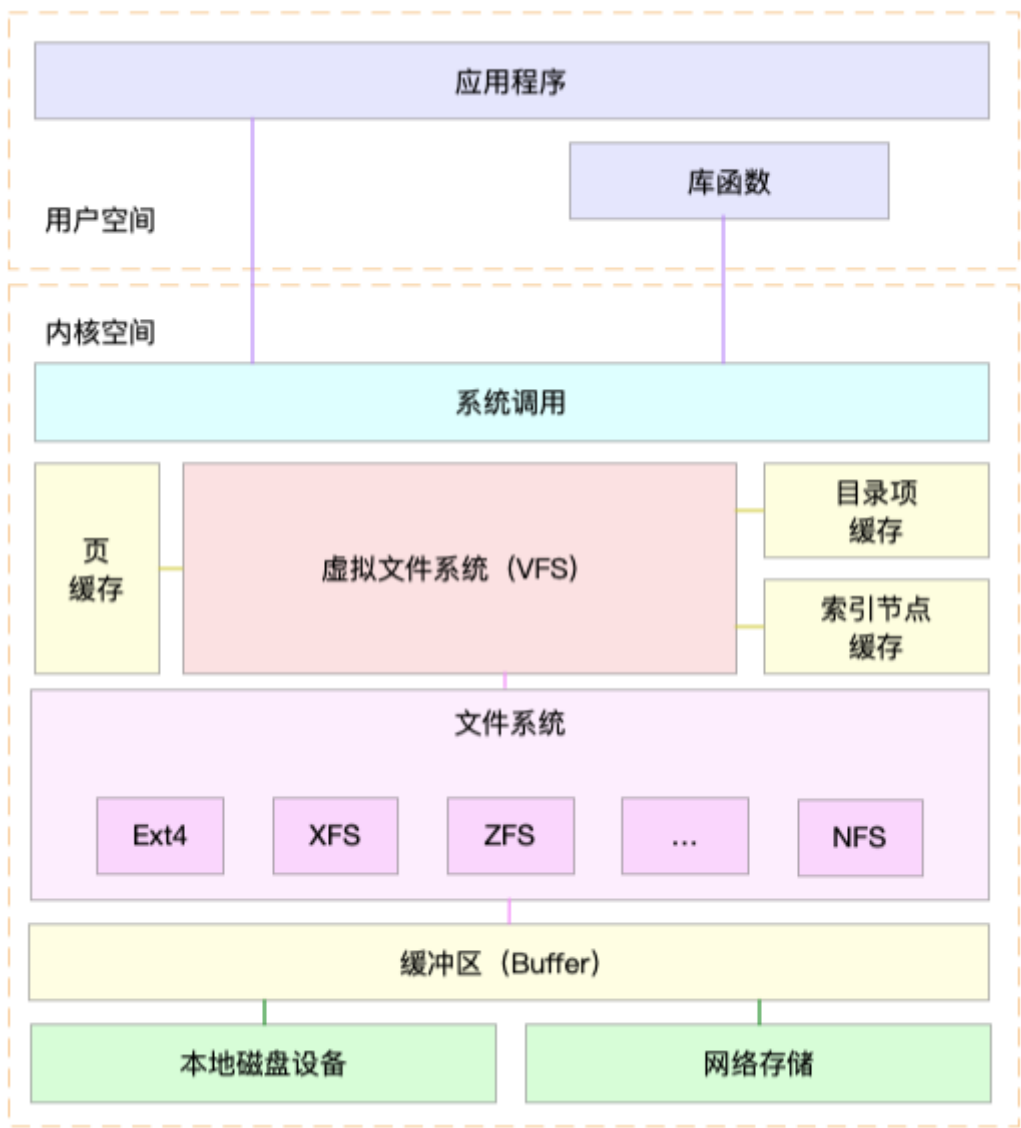 应用程序
库函数
用户空间
内核空间
系统调用
页
缓存
虚拟文件系统（VFS）
目录项
缓存
索引节点
缓存
文件系统
Ext4
XFS
ZFS
...
NFS
缓冲区（Buffer）
本地磁盘设备
网络存储